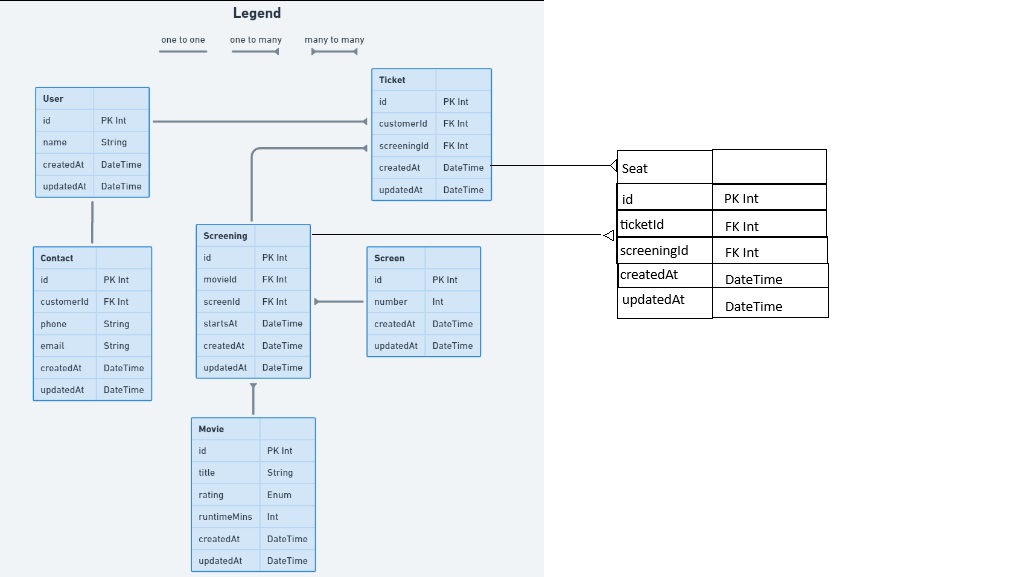 Legend
one to one one to many many to many
User
id PK Int
name String
createdAt DateTime
updatedAt DateTime
Ticket
id PK Int
customerId FK Int
screeningId FK Int
createdAt DateTime
updatedAt DateTime
Seat
id PK Int
ticketId FK Int
screeningId FK Int
createdAt DateTime
updatedAt DateTime
Contact
id PK Int
customerId FK Int
phone String
email String
createdAt DateTime
updatedAt DateTime
Screening
id PK Int
movieId FK Int
screenId FK Int
startsAt DateTime
createdAt DateTime
updatedAt DateTime
Screen
id PK Int
number Int
createdAt DateTime
updatedAt DateTime
Movie
id PK Int
title String
rating Enum
runtimeMins Int
createdAt DateTime
updatedAt DateTime